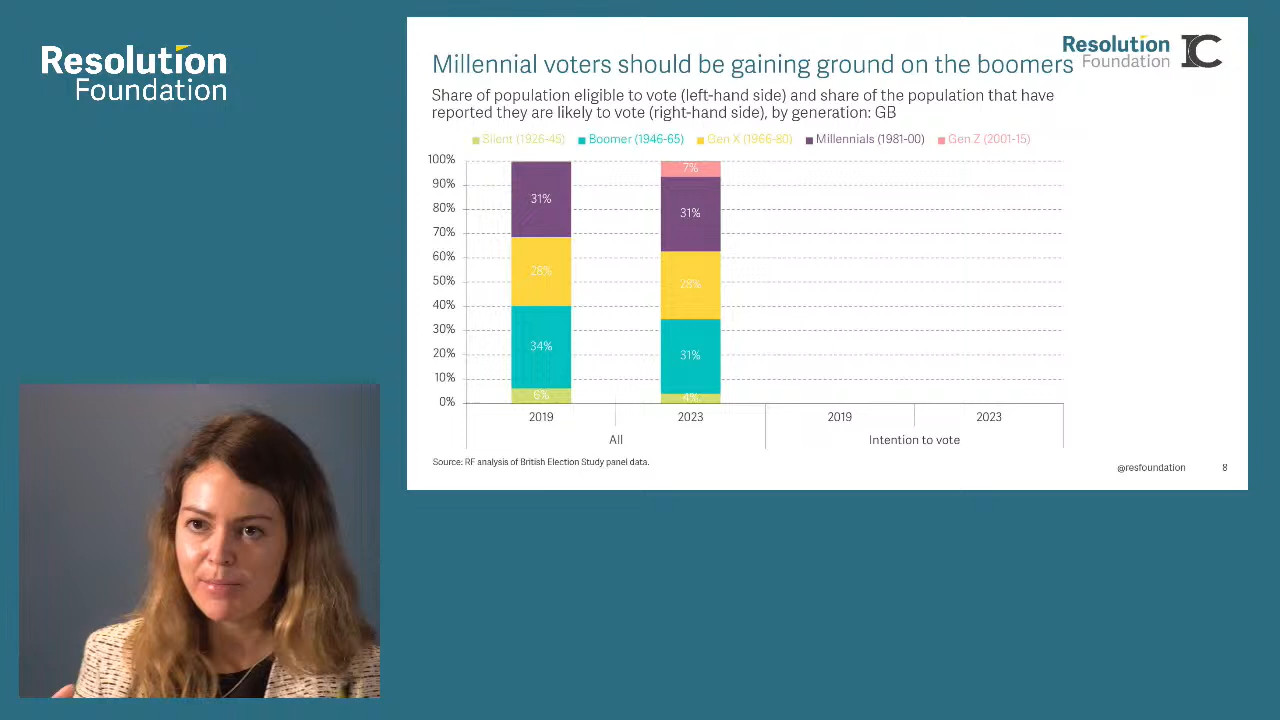 Resolution
Foundation
Resolution
Foundation
IC
Millennial voters should be gaining ground on the boomers
Share of population eligible to vote (left-hand side) and share of the population that have
reported they are likely to vote (right-hand side), by generation: GB
Silent (1926-45) Boomer (1946-65) Gen X (1966-80) Millennials (1981-00) Gen Z (2001-15)
100%
90%
80%
70%
60%
50%
40%
30%
20%
10%
0%
31%
28%
34%
6%
7%
31%
28%
31%
4%
2019 2023 2019 2023
All Intention to vote
Source: RF analysis of British Election Study panel data.
@resfoundation 8